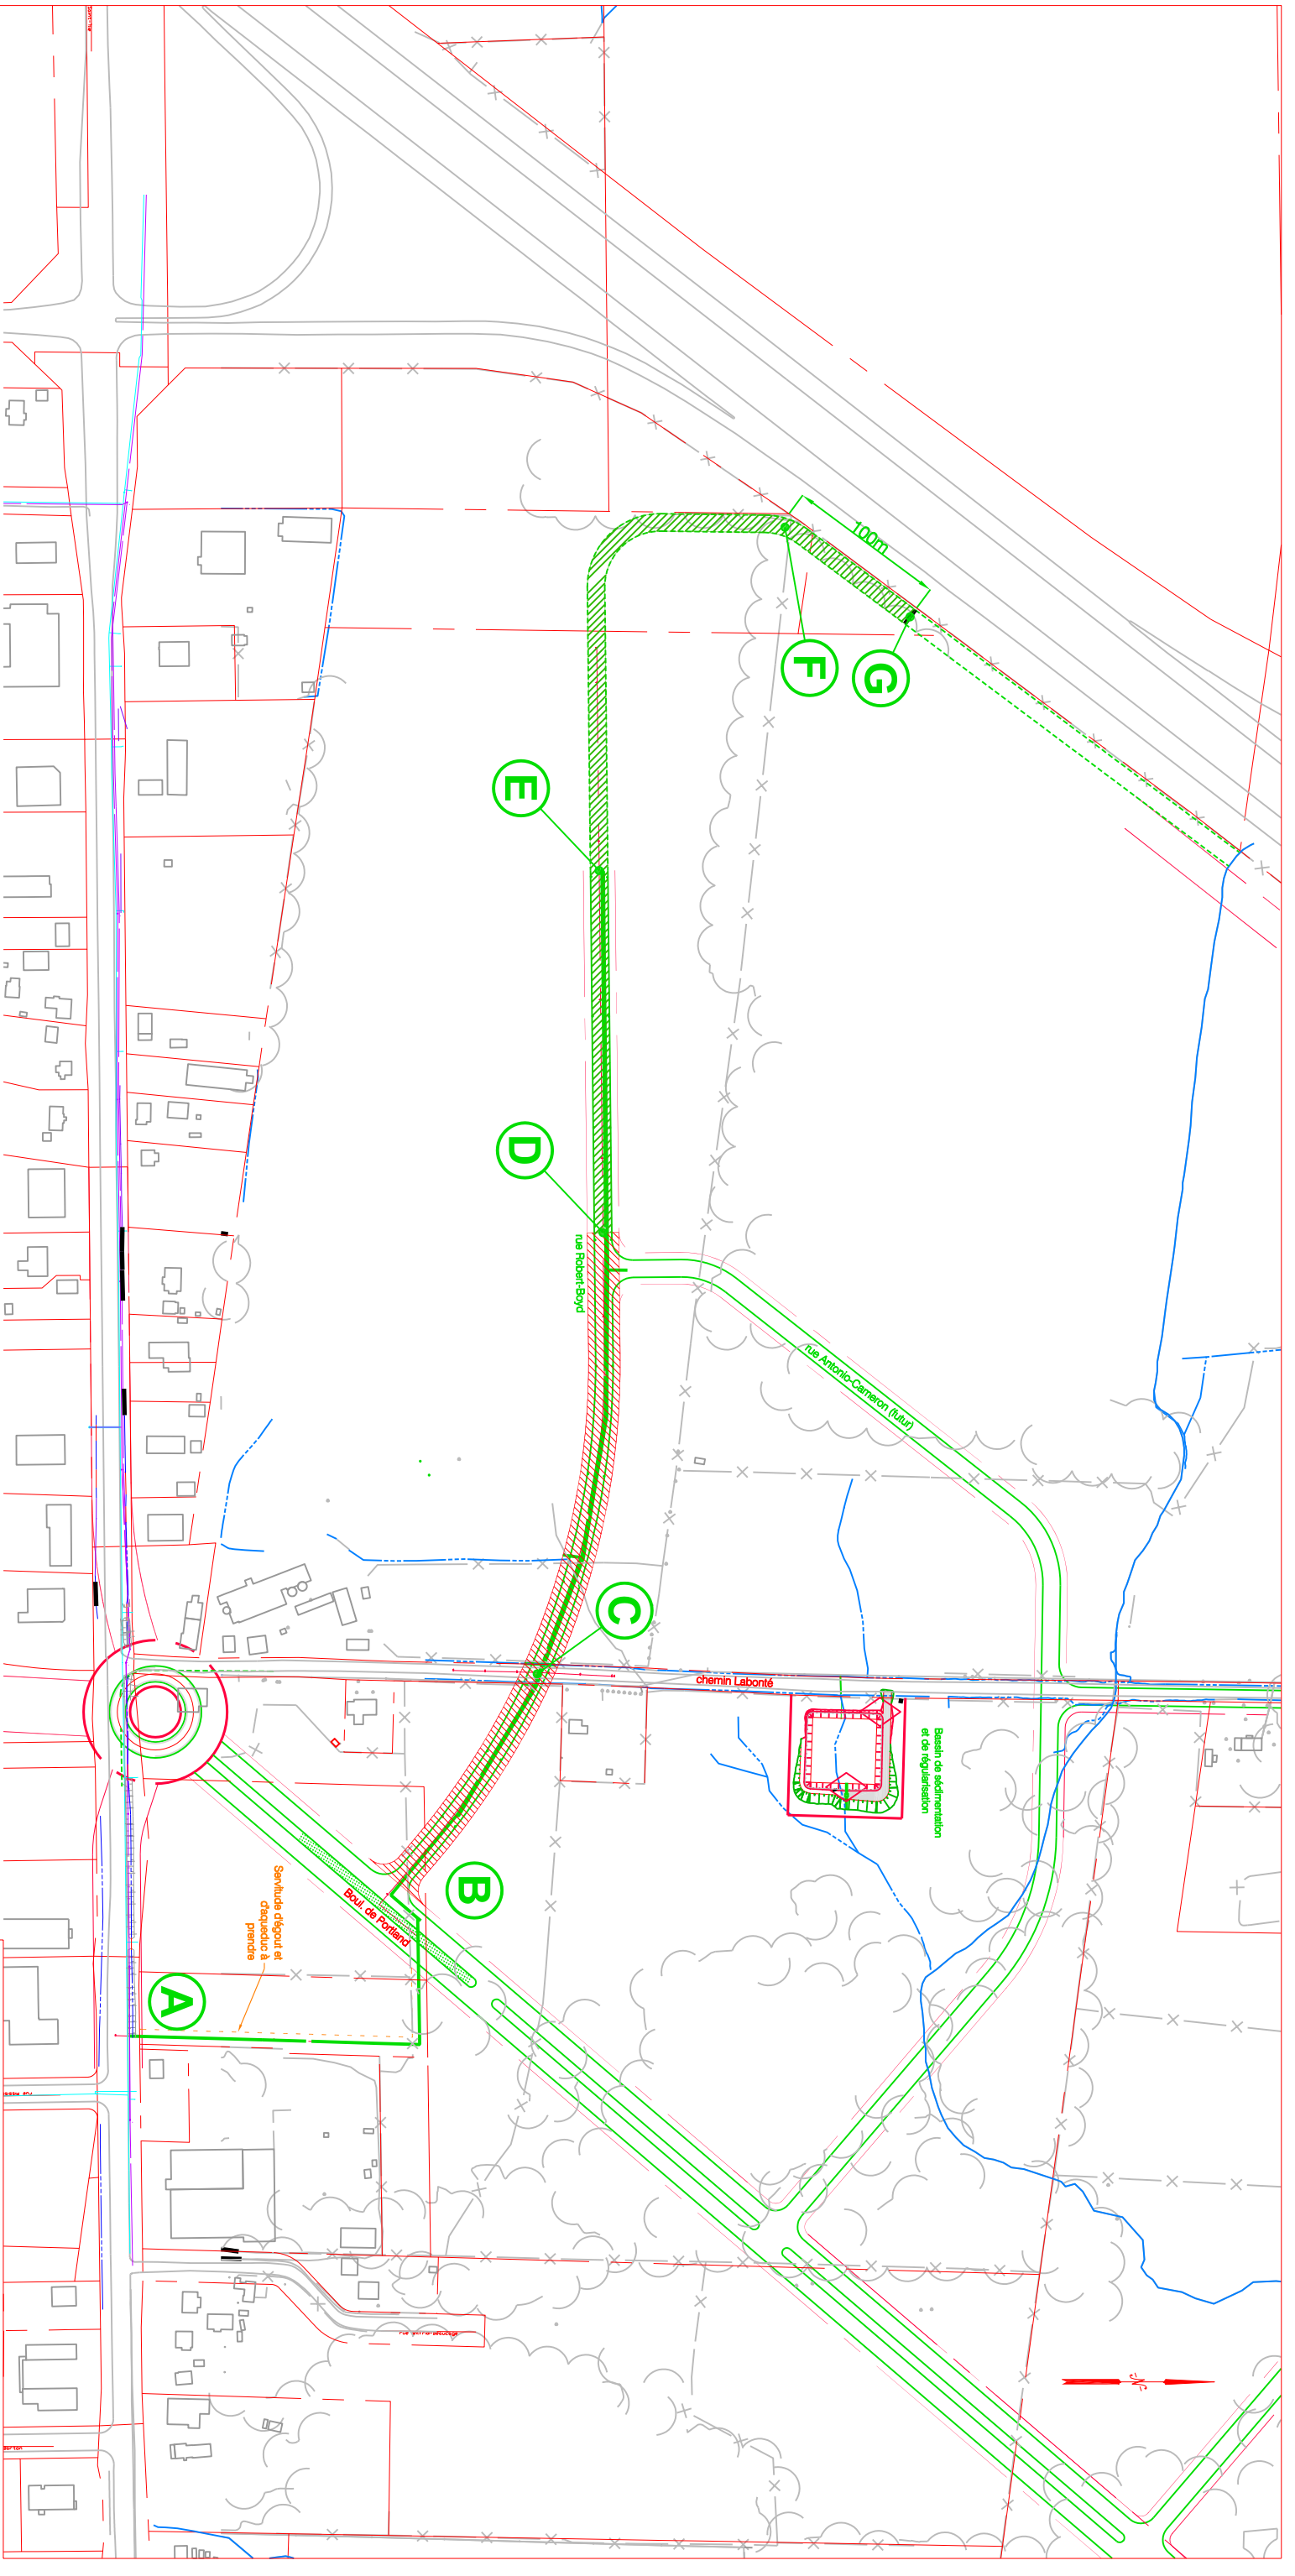 100m
F
G
E
D
rue Robert-Boyd
rue Antonio-Cameron (futur)
C
chemin Labonté
Bassin de sédimentation
et de régularisation
B
Boul. de Portland
Servitude d'égout et
d'aqueduc à
prendre
A